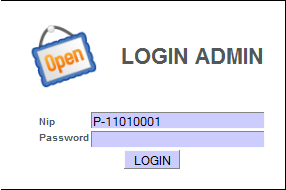 Open
LOGIN ADMIN
Nip P-11010001
Password
LOGIN